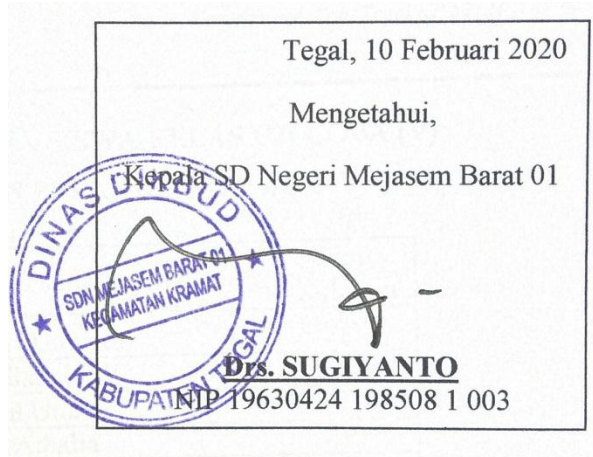 Tegal, 10 Februari 2020
Mengetahui,
Kepala SD Negeri Mejasem Barat 01
DINAS DIKBUD
SDN MEJASEM BARAT 01
KECAMATAN KRAMAT
KABUPATEN TEGAL
Drs. SUGIYANTO
NIP 19630424 198508 1 003